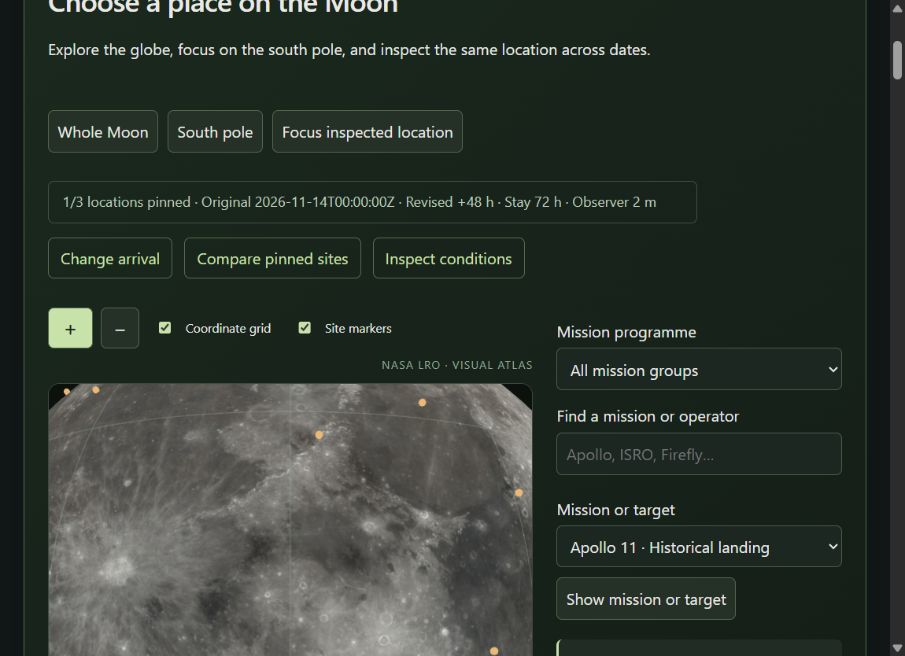 Choose a place on the Moon
Explore the globe, focus on the south pole, and inspect the same location across dates.
Whole Moon
South pole
Focus inspected location
1/3 locations pinned · Original 2026-11-14T00:00:00Z · Revised +48 h · Stay 72 h · Observer 2 m
Change arrival
Compare pinned sites
Inspect conditions
+
−
Coordinate grid
Site markers
NASA LRO · VISUAL ATLAS
Mission programme
All mission groups
Find a mission or operator
Apollo, ISRO, Firefly...
Mission or target
Apollo 11 · Historical landing
Show mission or target